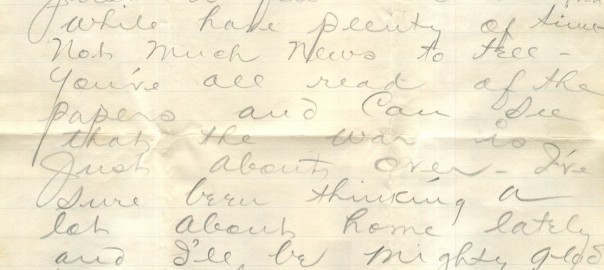 while have plenty of time
Not much news to tell -
You've all read of the
papers and can see
that the war is
Just about over - I've
sure been thinking a
lot about home lately
and I'll be mighty glad